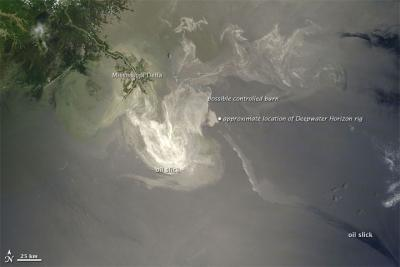 Mississippi Delta
possible controlled burn
approximate location of Deepwater Horizon rig
oil slick
oil slick
N
25 km